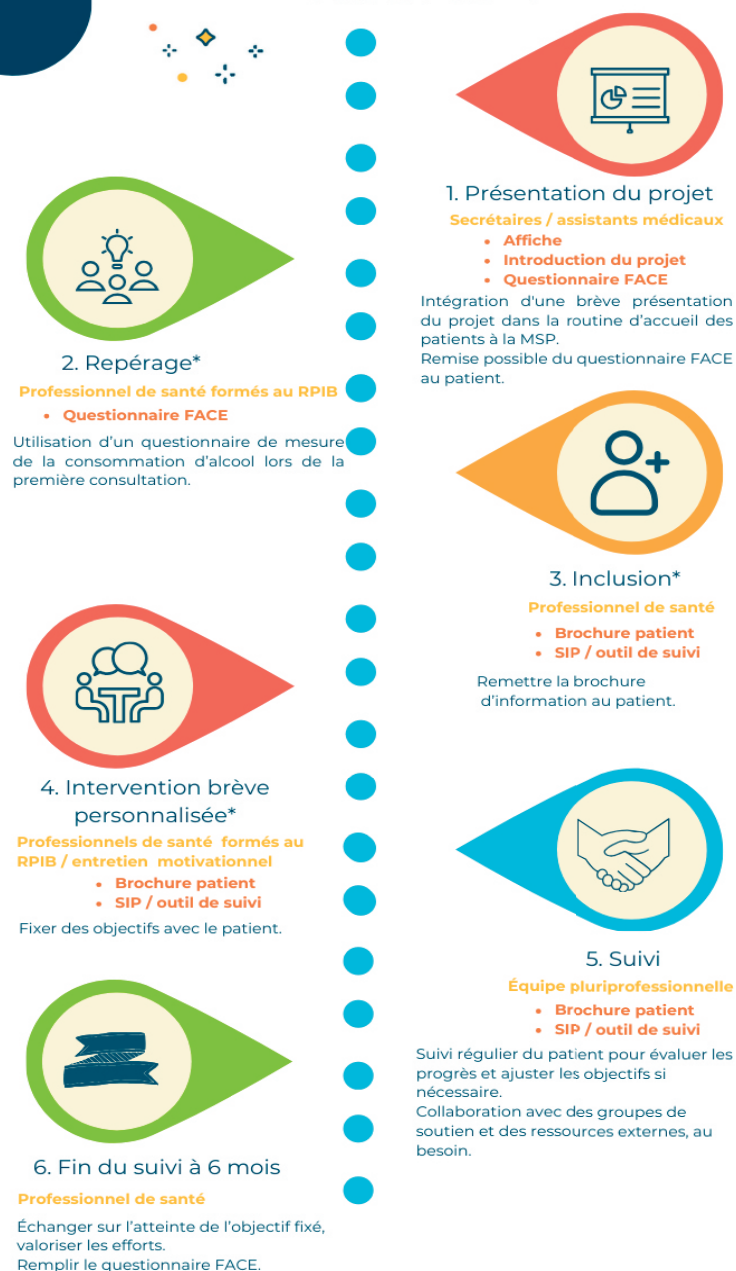 1. Présentation du projet
Secrétaires / assistants médicaux
• Affiche
• Introduction du projet
• Questionnaire FACE
Intégration d'une brève présentation
du projet dans la routine d'accueil des
patients à la MSP.
Remise possible du questionnaire FACE
au patient.
2. Repérage*
Professionnel de santé formés au RPIB
• Questionnaire FACE
Utilisation d'un questionnaire de mesure
de la consommation d'alcool lors de la
première consultation.
3. Inclusion*
Professionnel de santé
• Brochure patient
• SIP / outil de suivi
Remettre la brochure
d'information au patient.
4. Intervention brève
personnalisée*
Professionnels de santé formés au
RPIB / entretien motivationnel
• Brochure patient
• SIP / outil de suivi
Fixer des objectifs avec le patient.
5. Suivi
Équipe pluriprofessionnelle
• Brochure patient
• SIP / outil de suivi
Suivi régulier du patient pour évaluer les
progrès et ajuster les objectifs si
nécessaire.
Collaboration avec des groupes de
soutien et des ressources externes, au
besoin.
6. Fin du suivi à 6 mois
Professionnel de santé
Échanger sur l'atteinte de l'objectif fixé,
valoriser les efforts.
Remplir le questionnaire FACE.